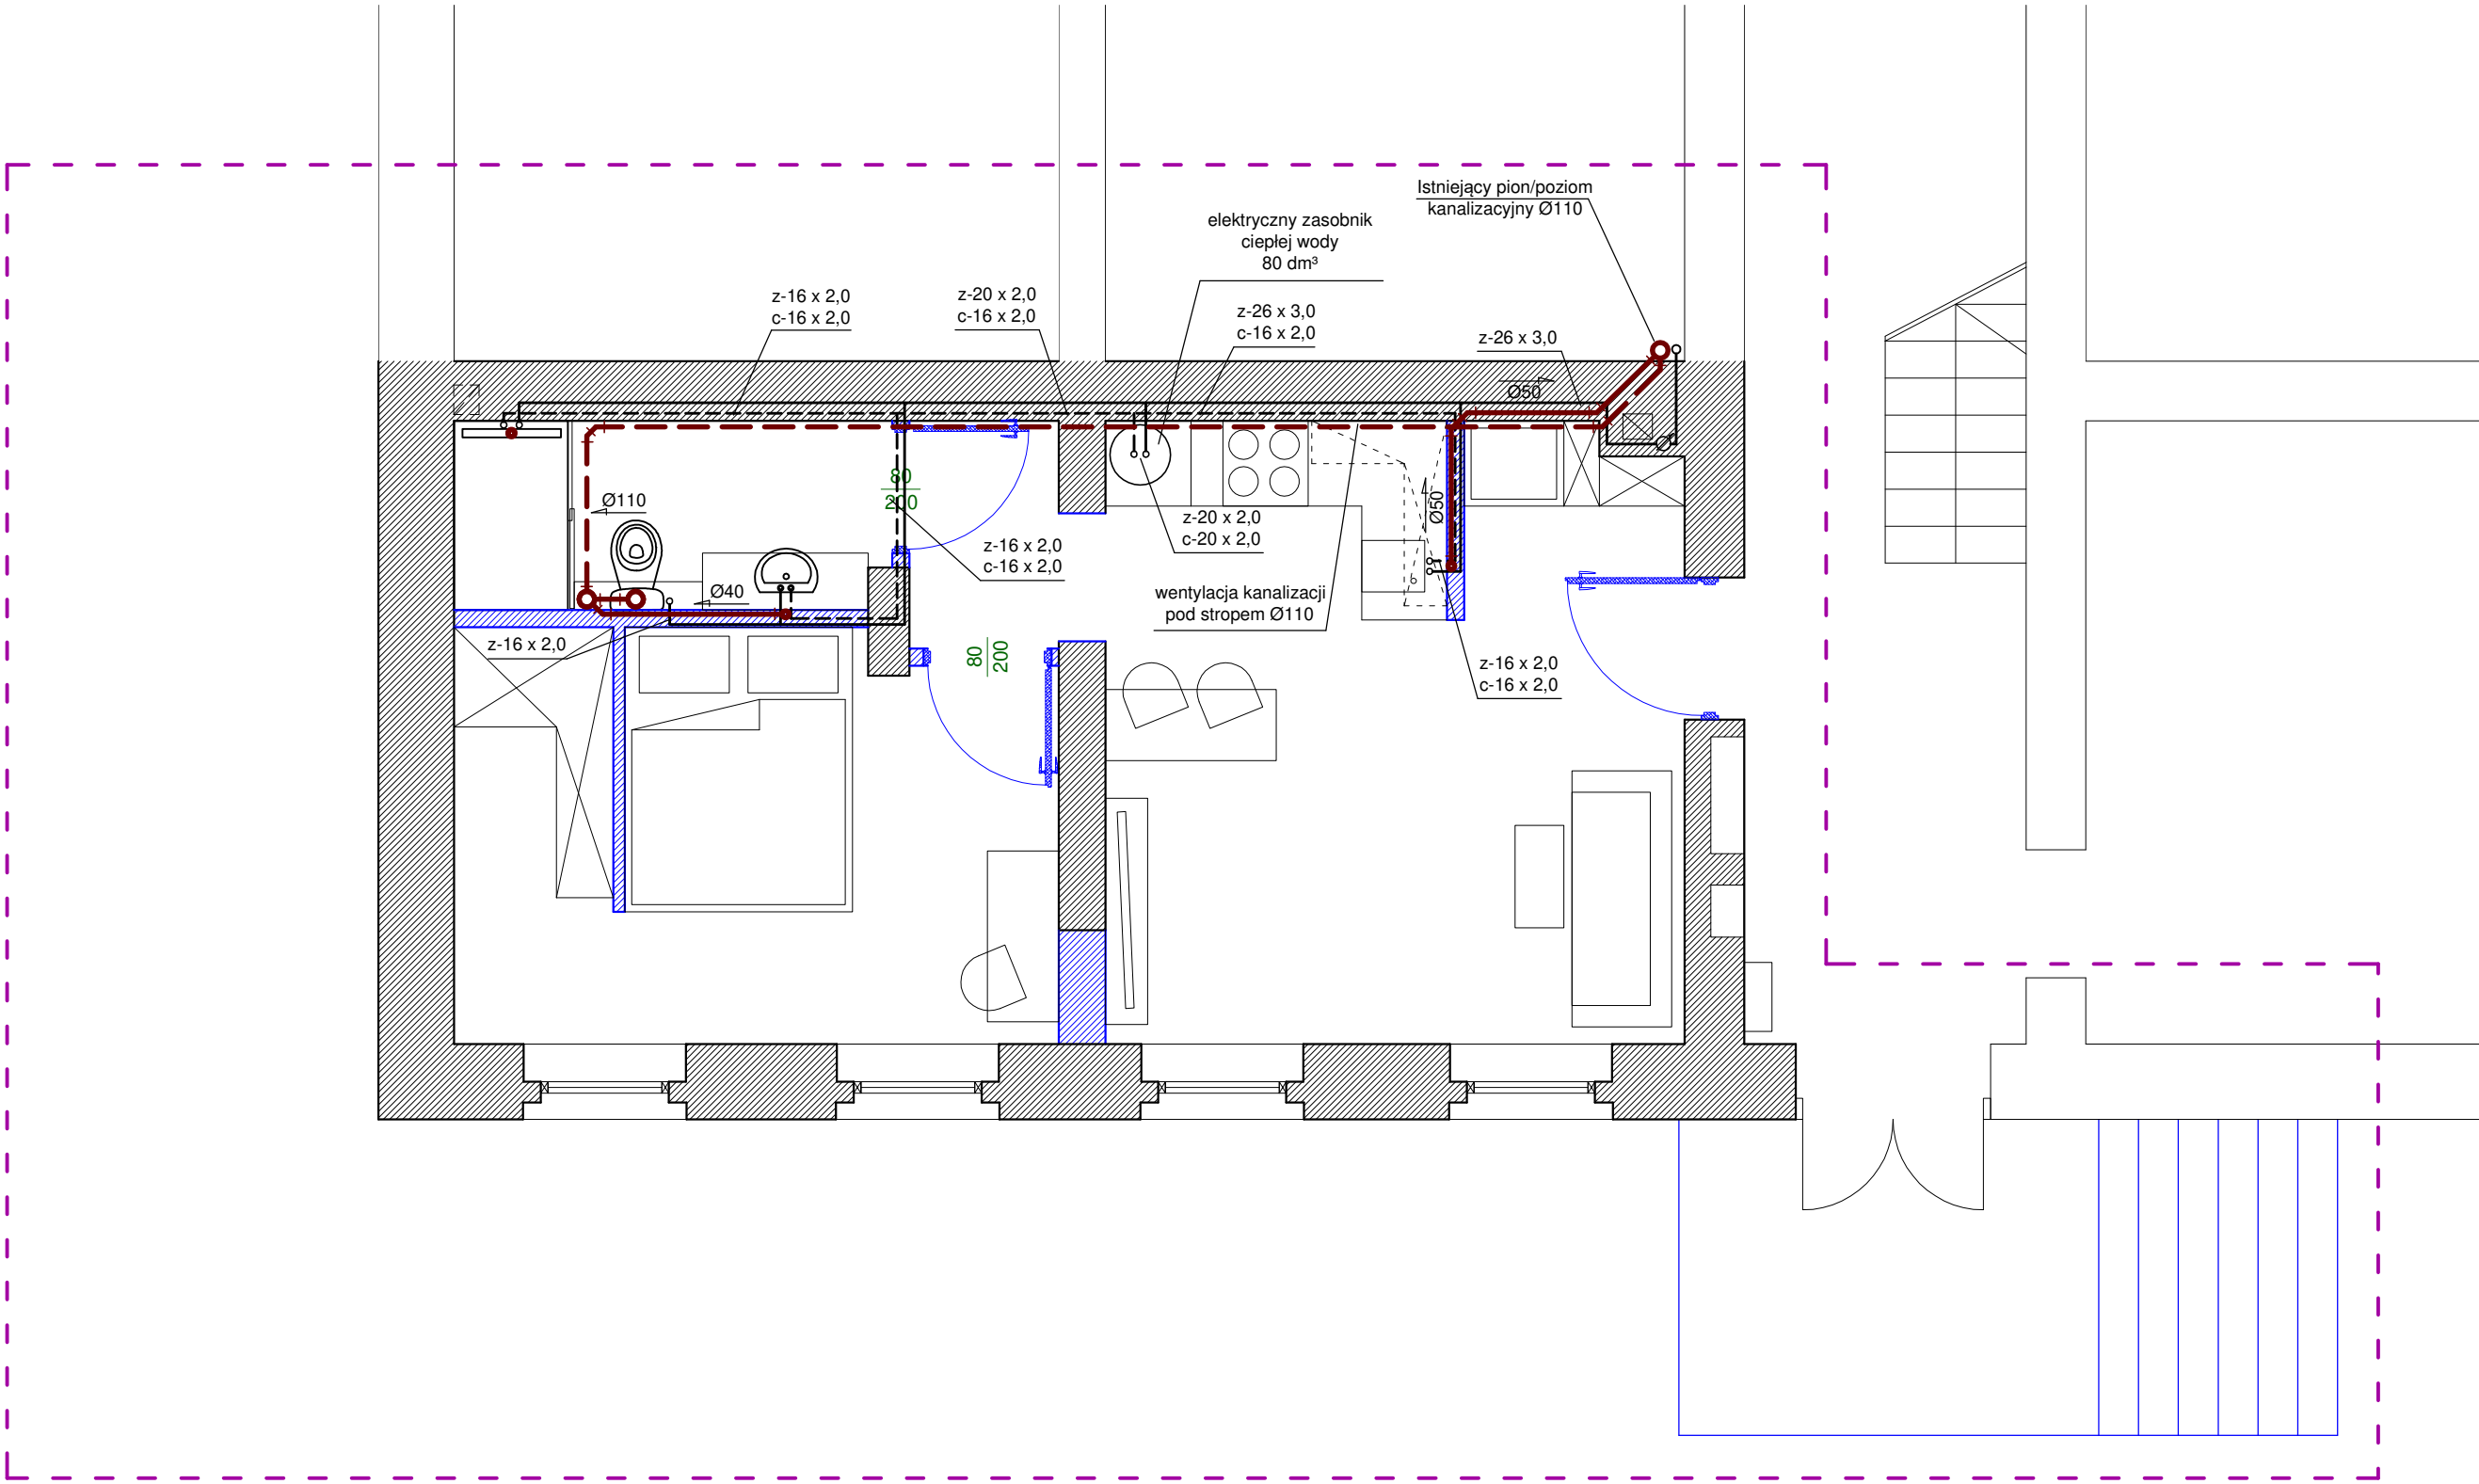 Istniejący pion/poziom
kanalizacyjny Ø110
elektryczny zasobnik
ciepłej wody
80 dm³
z-16 x 2,0
c-16 x 2,0
z-20 x 2,0
c-16 x 2,0
z-26 x 3,0
c-16 x 2,0
z-26 x 3,0
Ø50
80
200
Ø110
Ø50
z-20 x 2,0
c-20 x 2,0
z-16 x 2,0
c-16 x 2,0
Ø40
wentylacja kanalizacji
pod stropem Ø110
z-16 x 2,0
80
200
z-16 x 2,0
c-16 x 2,0